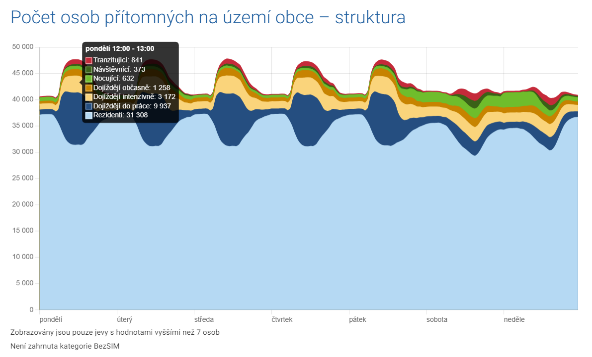 Počet osob přítomných na území obce – struktura
50 000
45 000
40 000
35 000
30 000
25 000
20 000
15 000
10 000
5 000
0
pondělí 12:00 - 13:00
Tranzitující: 841
Návštěvníci: 373
Nocující: 632
Dojíždějí občasně: 1 258
Dojíždějí intenzivně: 3 172
Dojíždějí do práce: 9 937
Rezidenti: 31 308
pondělí úterý středa čtvrtek pátek sobota neděle
Zobrazovány jsou pouze jevy s hodnotami vyššími než 7 osob
Není zahrnuta kategorie BezSIM